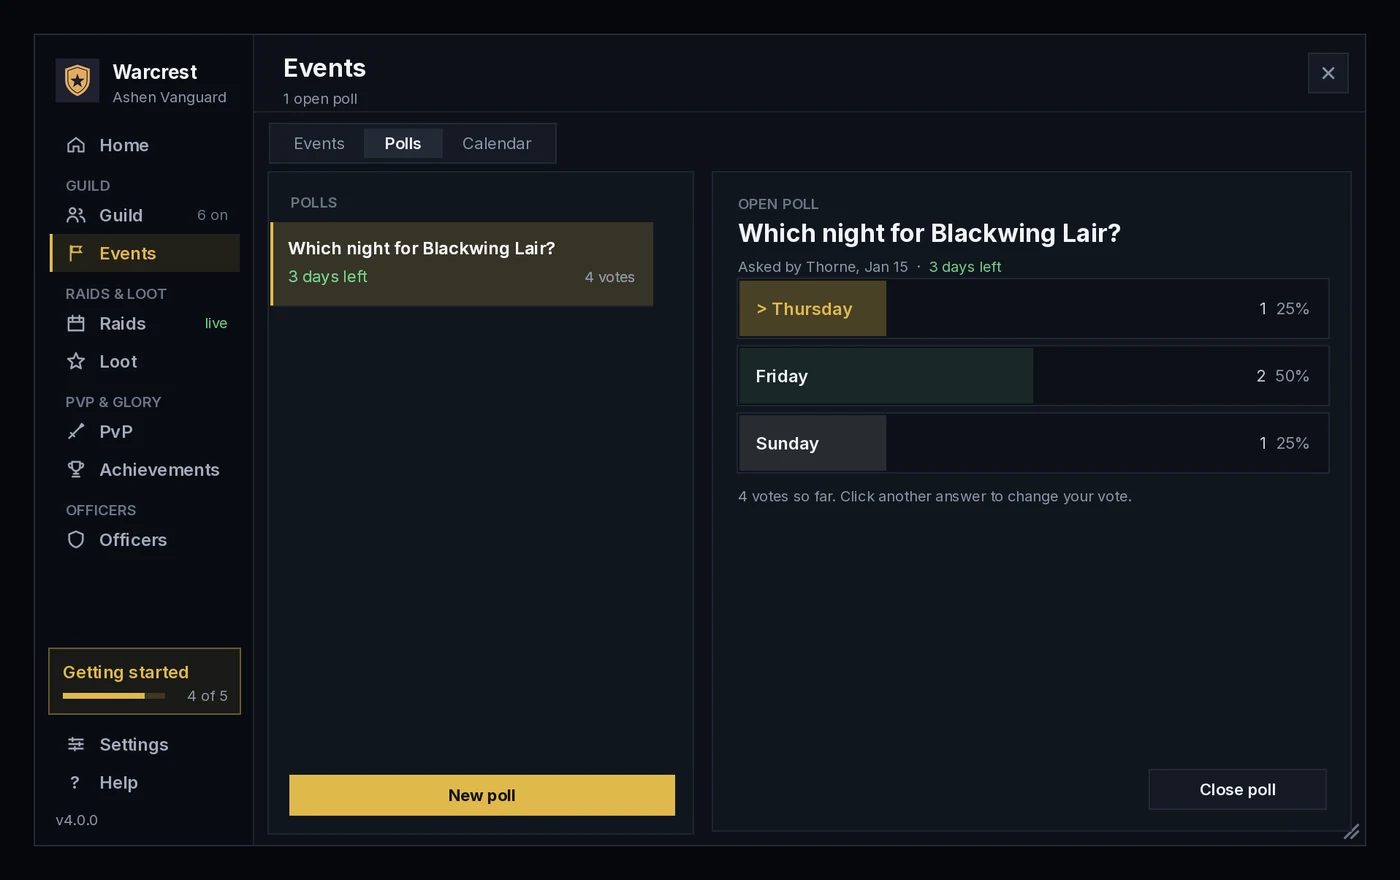 Warcrest
Ashen Vanguard
Home
GUILD
Guild 6 on
Events
RAIDS & LOOT
Raids live
Loot
PVP & GLORY
PvP
Achievements
OFFICERS
Officers
Getting started
4 of 5
Settings
? Help
v4.0.0
Events
1 open poll
Events Polls Calendar
POLLS
Which night for Blackwing Lair?
3 days left 4 votes
New poll
OPEN POLL
Which night for Blackwing Lair?
Asked by Thorne, Jan 15 · 3 days left
> Thursday 1 25%
Friday 2 50%
Sunday 1 25%
4 votes so far. Click another answer to change your vote.
Close poll